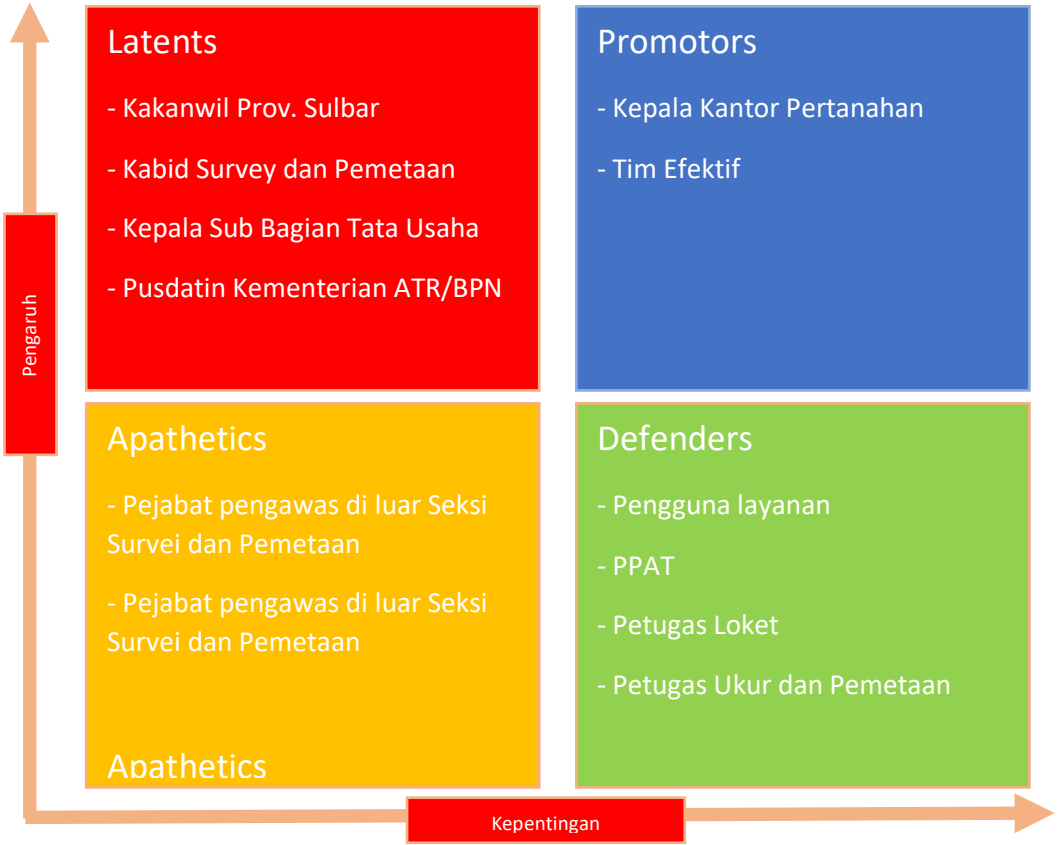 Latents
- Kakanwil Prov. Sulbar
- Kabid Survey dan Pemetaan
- Kepala Sub Bagian Tata Usaha
- Pusdatin Kementerian ATR/BPN
Promotors
- Kepala Kantor Pertanahan
- Tim Efektif
Pengaruh
Apathetics
- Pejabat pengawas di luar Seksi
Survei dan Pemetaan
- Pejabat pengawas di luar Seksi
Survei dan Pemetaan
Apathetics
Defenders
- Pengguna layanan
- PPAT
- Petugas Loket
- Petugas Ukur dan Pemetaan
Kepentingan